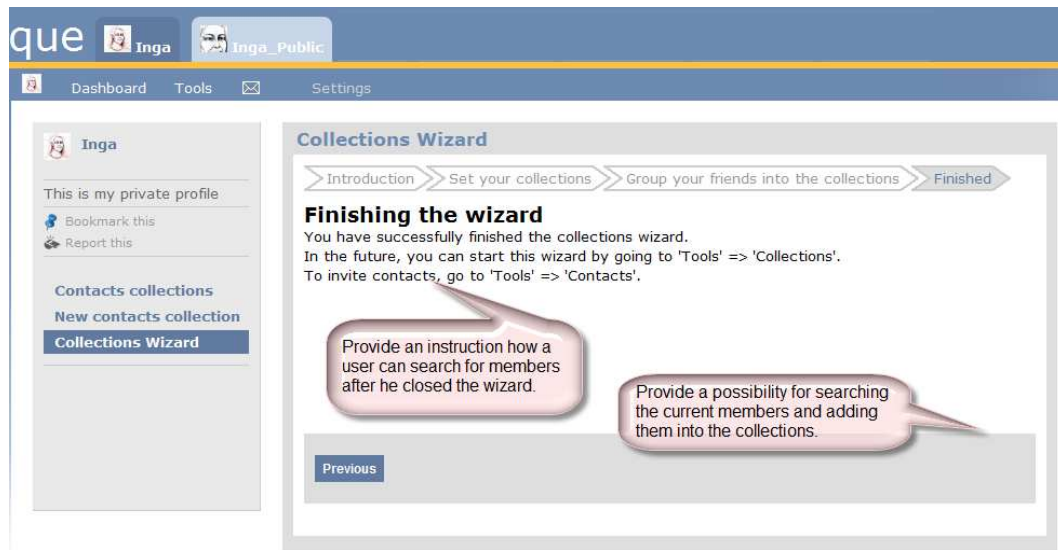 que Inga Inga_Public
Dashboard Tools Settings
Inga
This is my private profile
Bookmark this
Report this
Contacts collections
New contacts collection
Collections Wizard
Collections Wizard
Introduction Set your collections Group your friends into the collections Finished
Finishing the wizard
You have successfully finished the collections wizard.
In the future, you can start this wizard by going to 'Tools' => 'Collections'.
To invite contacts, go to 'Tools' => 'Contacts'.
Provide an instruction how a
user can search for members
after he closed the wizard.
Provide a possibility for searching
the current members and adding
them into the collections.
Previous